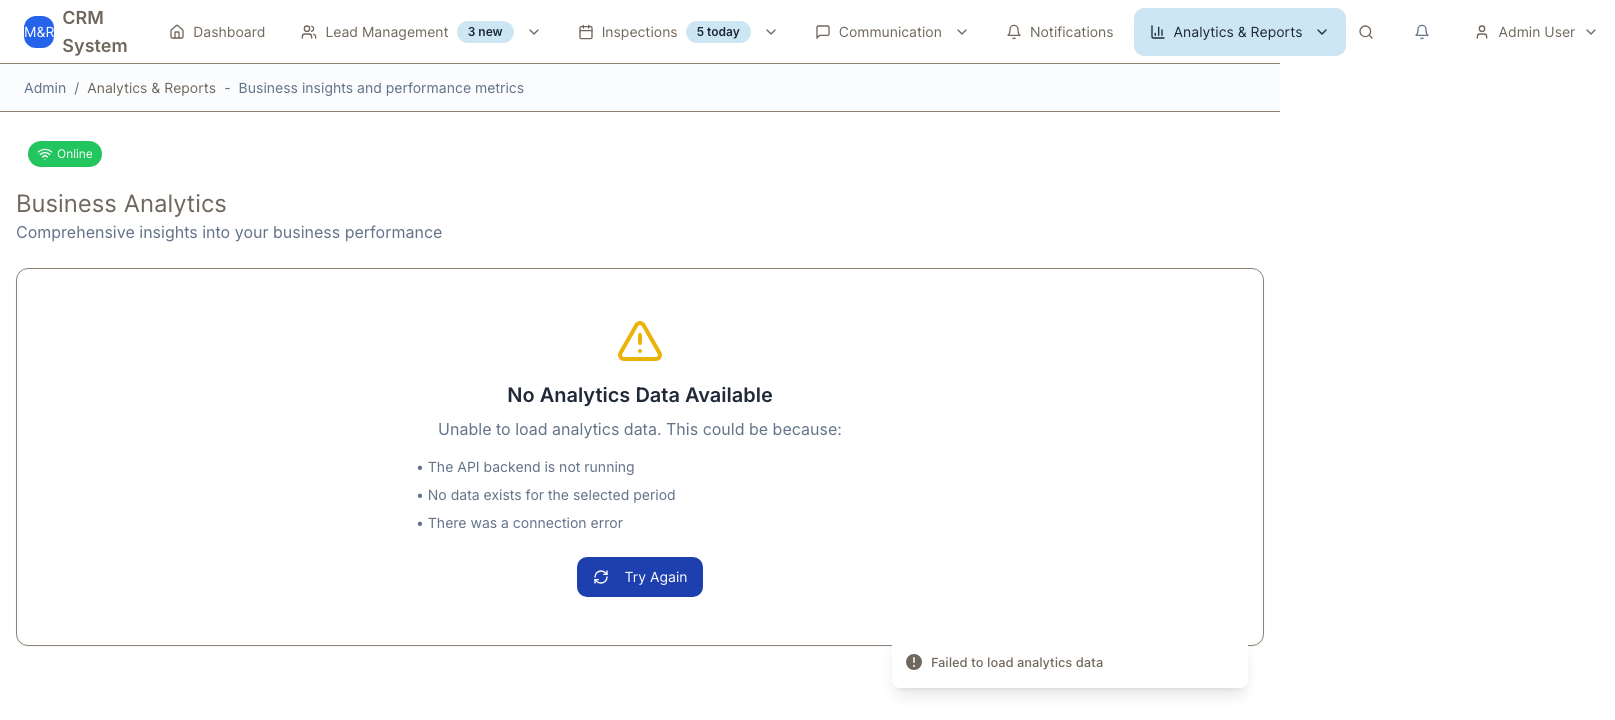 M&R
CRM System
Dashboard
Lead Management
3 new
Inspections
5 today
Communication
Notifications
Analytics & Reports
Admin User
Admin / Analytics & Reports - Business insights and performance metrics
Online
Business Analytics
Comprehensive insights into your business performance
No Analytics Data Available
Unable to load analytics data. This could be because:
• The API backend is not running
• No data exists for the selected period
• There was a connection error
Try Again
Failed to load analytics data